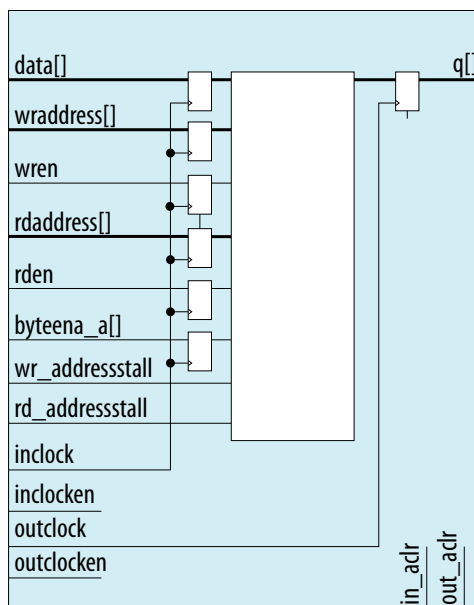 data[]
q[]
wraddress[]
wren
rdaddress[]
rden
byteena_a[]
wr_addressstall
rd_addressstall
inclock
inclocken
outclock
outclocken
in_aclr
out_aclr